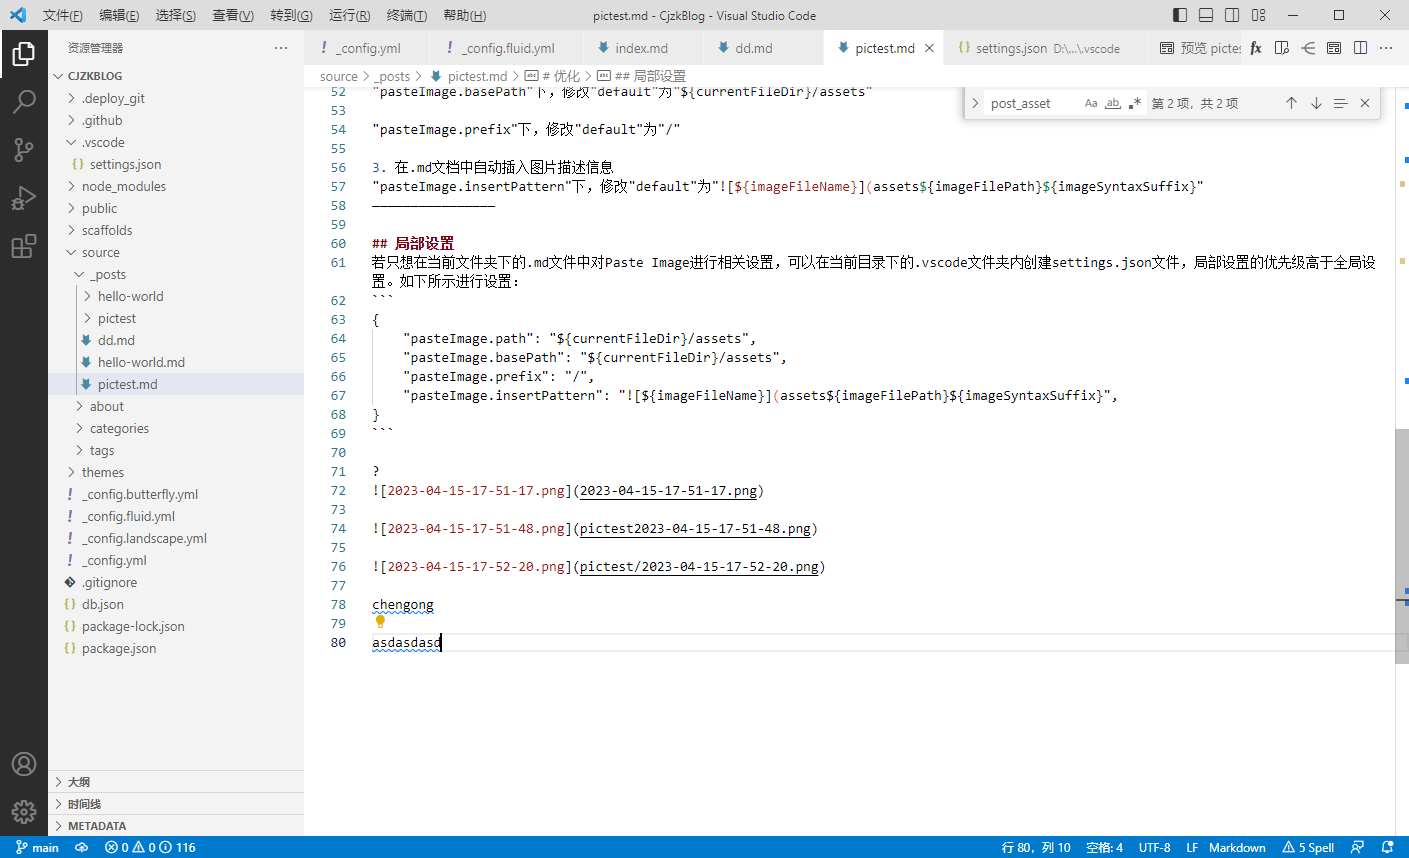 文件(F) 编辑(E) 选择(S) 查看(V) 转到(G) 运行(R) 终端(T) 帮助(H) pictest.md - CjzkBlog - Visual Studio Code
资源管理器 ···
_config.yml _config.fluid.yml index.md dd.md pictest.md settings.json D:\...\.vscode 预览 pictes
source > _posts > pictest.md > # 优化 > ## 局部设置
post_asset Aa ab 第 2 项，共 2 项
CJZKBLOG
.deploy_git
.github
.vscode
settings.json
node_modules
public
scaffolds
source
_posts
hello-world
pictest
dd.md
hello-world.md
pictest.md
about
categories
tags
themes
_config.butterfly.yml
_config.fluid.yml
_config.landscape.yml
_config.yml
.gitignore
db.json
package-lock.json
package.json
大纲
时间线
METADATA
52 "pasteImage.basePath"下，修改"default"为"${currentFileDir}/assets"
53
54 "pasteImage.prefix"下，修改"default"为"/"
55
56 3. 在.md文档中自动插入图片描述信息
57 "pasteImage.insertPattern"下，修改"default"为"![${imageFileName}](assets${imageFilePath}${imageSyntaxSuffix}"
58 ————————————————
59
60 ## 局部设置
61 若只想在当前文件夹下的.md文件中对Paste Image进行相关设置，可以在当前目录下的.vscode文件夹内创建settings.json文件，局部设置的优先级高于全局设
置。如下所示进行设置：
62 ```
63 {
64 "pasteImage.path": "${currentFileDir}/assets",
65 "pasteImage.basePath": "${currentFileDir}/assets",
66 "pasteImage.prefix": "/",
67 "pasteImage.insertPattern": "![${imageFileName}](assets${imageFilePath}${imageSyntaxSuffix}",
68 }
69 ```
70
71 ?
72 ![2023-04-15-17-51-17.png](2023-04-15-17-51-17.png)
73
74 ![2023-04-15-17-51-48.png](pictest2023-04-15-17-51-48.png)
75
76 ![2023-04-15-17-52-20.png](pictest/2023-04-15-17-52-20.png)
77
78 chengong
79
80 asdasdasd
main 0 0 116 行 80，列 10 空格: 4 UTF-8 LF Markdown 5 Spell